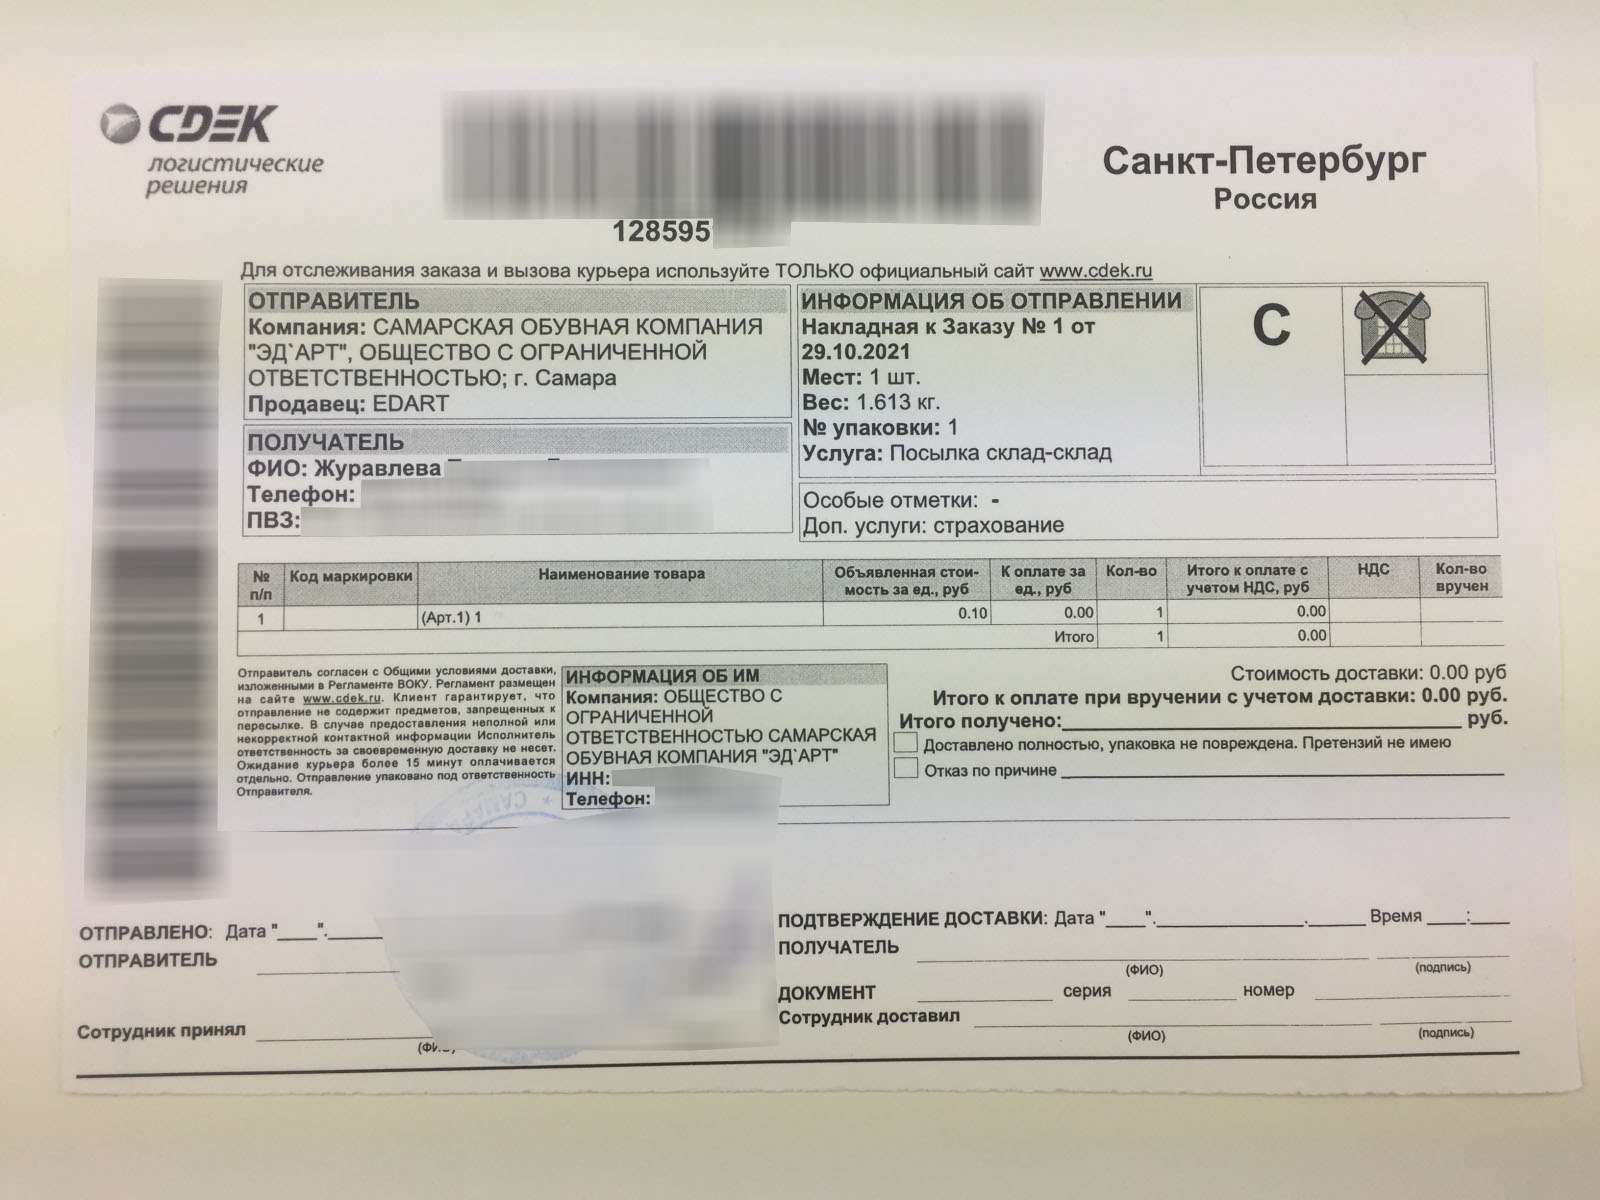 CDEK
логистические
решения
128595
Санкт-Петербург
Россия
Для отслеживания заказа и вызова курьера используйте ТОЛЬКО официальный сайт www.cdek.ru
ОТПРАВИТЕЛЬ
Компания: САМАРСКАЯ ОБУВНАЯ КОМПАНИЯ
"ЭД`АРТ", ОБЩЕСТВО С ОГРАНИЧЕННОЙ
ОТВЕТСТВЕННОСТЬЮ; г. Самара
Продавец: EDART
ПОЛУЧАТЕЛЬ
ФИО: Журавлева
Телефон:
ПВЗ:
ИНФОРМАЦИЯ ОБ ОТПРАВЛЕНИИ
Накладная к Заказу № 1 от
29.10.2021
Мест: 1 шт.
Вес: 1.613 кг.
№ упаковки: 1
Услуга: Посылка склад-склад
С
Особые отметки: -
Доп. услуги: страхование
№ п/п Код маркировки Наименование товара Объявленная стои-мость за ед., руб К оплате за ед., руб Кол-во Итого к оплате с учетом НДС, руб НДС Кол-во вручен
1 (Арт.1) 1 0.10 0.00 1 0.00
Итого 1 0.00
Отправитель согласен с Общими условиями доставки,
изложенными в Регламенте ВОКУ. Регламент размещен
на сайте www.cdek.ru. Клиент гарантирует, что
отправление не содержит предметов, запрещенных к
пересылке. В случае предоставления неполной или
некорректной контактной информации Исполнитель
ответственность за своевременную доставку не несет.
Ожидание курьера более 15 минут оплачивается
отдельно. Отправление упаковано под ответственность
Отправителя.
ИНФОРМАЦИЯ ОБ ИМ
Компания: ОБЩЕСТВО С
ОГРАНИЧЕННОЙ
ОТВЕТСТВЕННОСТЬЮ САМАРСКАЯ
ОБУВНАЯ КОМПАНИЯ "ЭД`АРТ"
ИНН:
Телефон:
Стоимость доставки: 0.00 руб
Итого к оплате при вручении с учетом доставки: 0.00 руб.
Итого получено: руб.
Доставлено полностью, упаковка не повреждена. Претензий не имею
Отказ по причине
САМАРА
ОТПРАВЛЕНО: Дата "____".
ОТПРАВИТЕЛЬ
Сотрудник принял
ПОДТВЕРЖДЕНИЕ ДОСТАВКИ: Дата "____".______.____ Время ____:____
ПОЛУЧАТЕЛЬ
(ФИО) (подпись)
ДОКУМЕНТ серия номер
Сотрудник доставил
(ФИО) (подпись)